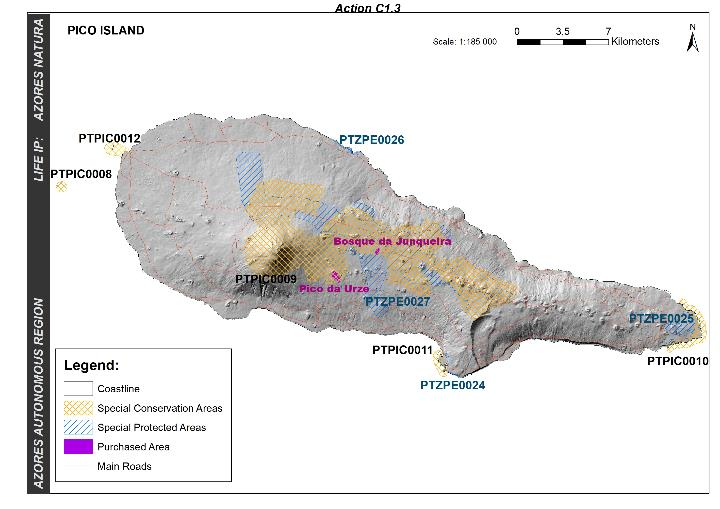 Action C1.3
PICO ISLAND
0 3.5 7
Scale: 1:185 000
Kilometers
N
AZORES NATURA
LIFE IP:
AZORES AUTONOMOUS REGION
PTPIC0012
PTZPE0026
PTPIC0008
Bosque da Junqueira
PTPIC0009
Pico da Urze
PTZPE0027
PTZPE0025
PTPIC0011
PTPIC0010
PTZPE0024
Legend:
Coastline
Special Conservation Areas
Special Protected Areas
Purchased Area
Main Roads